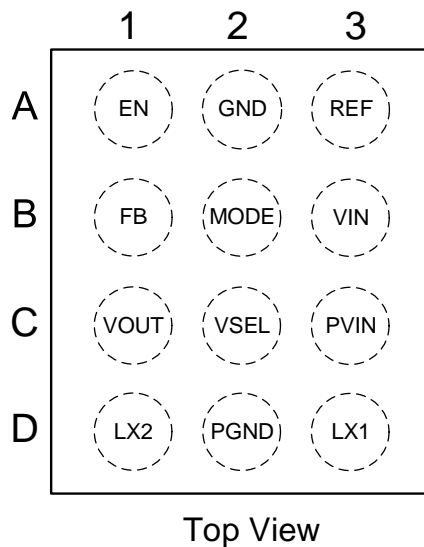 1 2 3
A EN GND REF
B FB MODE VIN
C VOUT VSEL PVIN
D LX2 PGND LX1
Top View